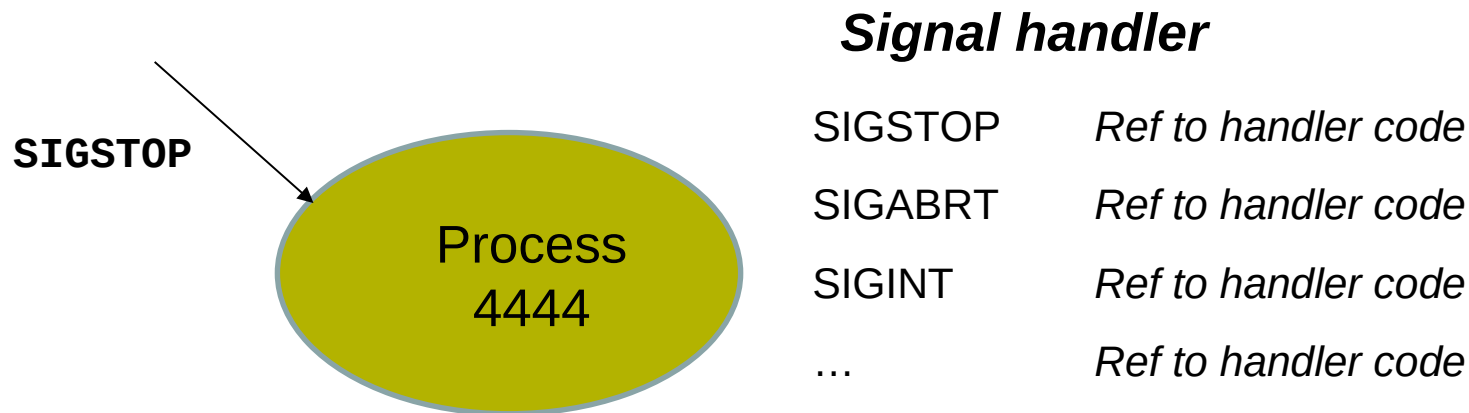 Signal handler
SIGSTOP
Process
4444
SIGSTOP Ref to handler code
SIGABRT Ref to handler code
SIGINT Ref to handler code
… Ref to handler code